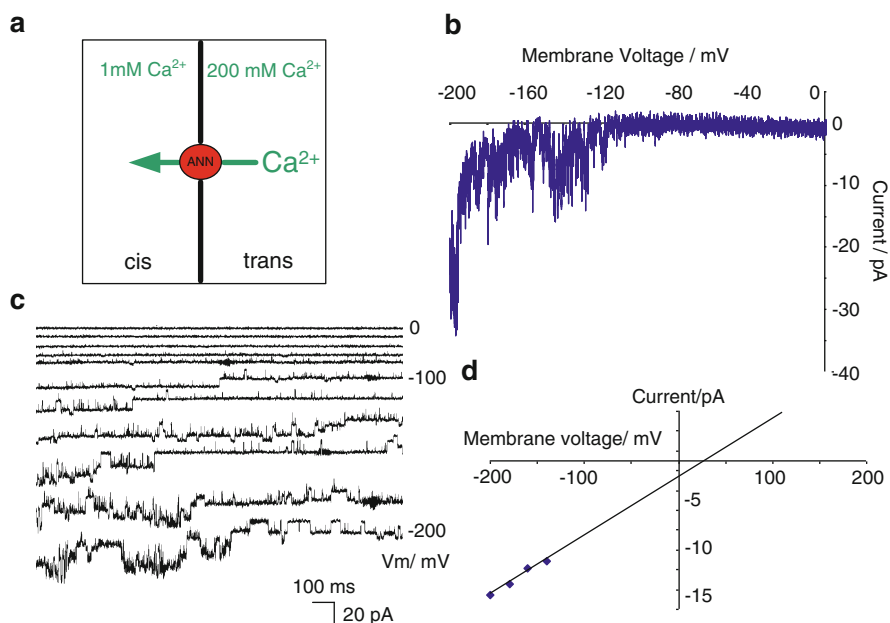 a
1mM Ca²⁺ 200 mM Ca²⁺
ANN Ca²⁺
cis trans
b
Membrane Voltage / mV
-200 -160 -120 -80 -40 0
0
-10
-20
-30
-40
Current / pA
c
0
-100
-200
Vm/ mV
100 ms
20 pA
d
Current/pA
Membrane voltage/ mV
-200 -100 0 100 200
-5
-10
-15